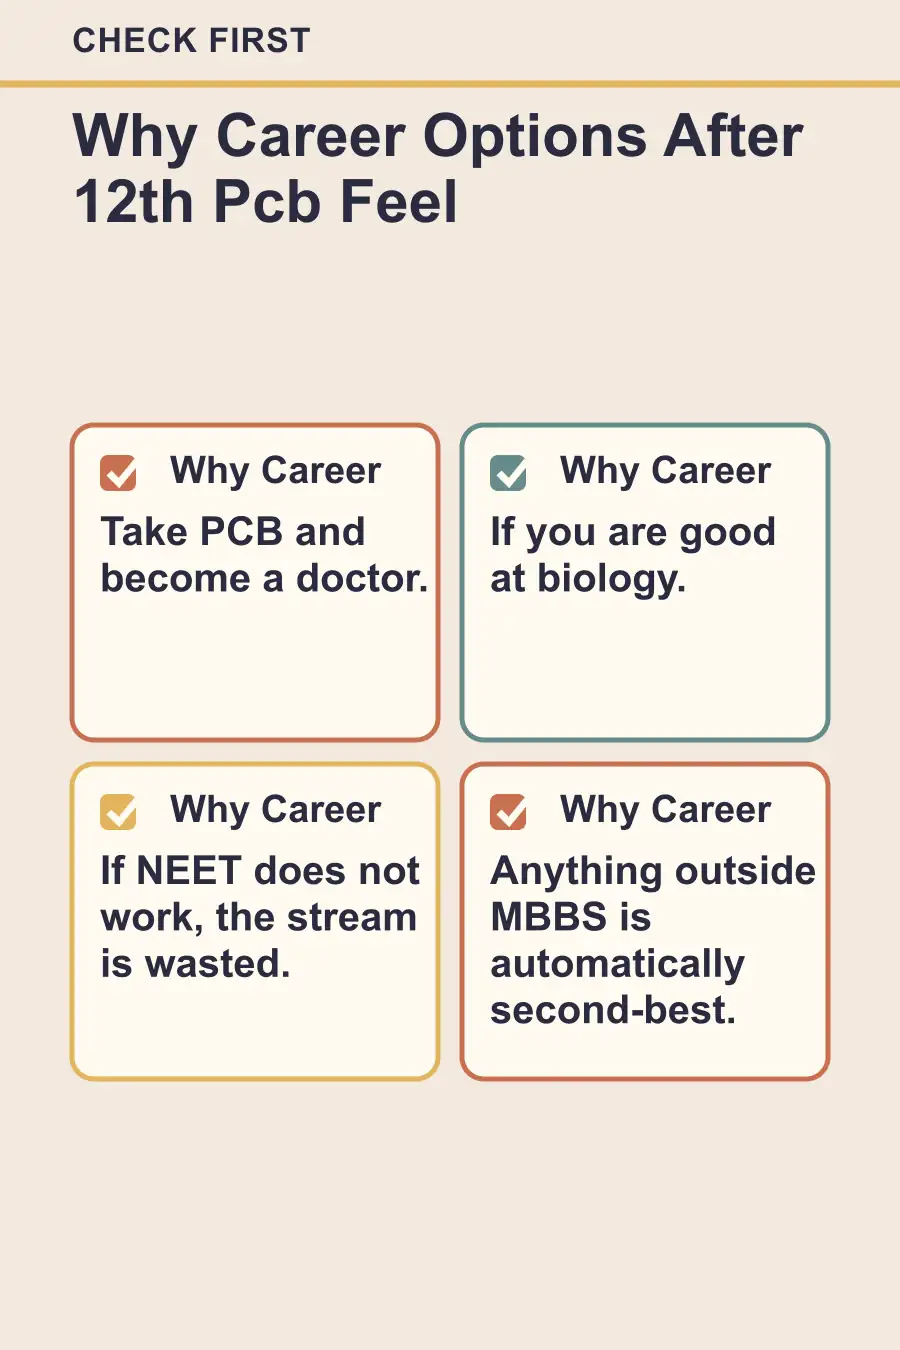 CHECK FIRST
Why Career Options After
12th Pcb Feel
Why Career
Take PCB and
become a doctor.
Why Career
If you are good
at biology.
Why Career
If NEET does not
work, the stream
is wasted.
Why Career
Anything outside
MBBS is
automatically
second-best.